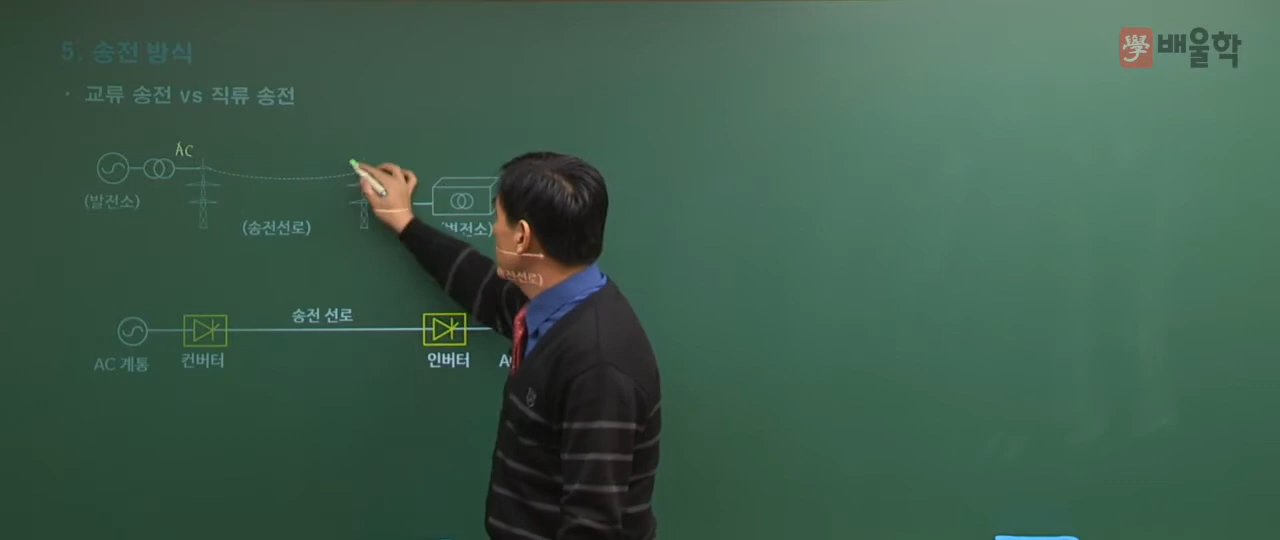 5. 송전 방식
學 배울학
· 교류 송전 vs 직류 송전
AC
(발전소)
(송전선로)
(변전소)
송전 선로
AC 계통
컨버터
인버터